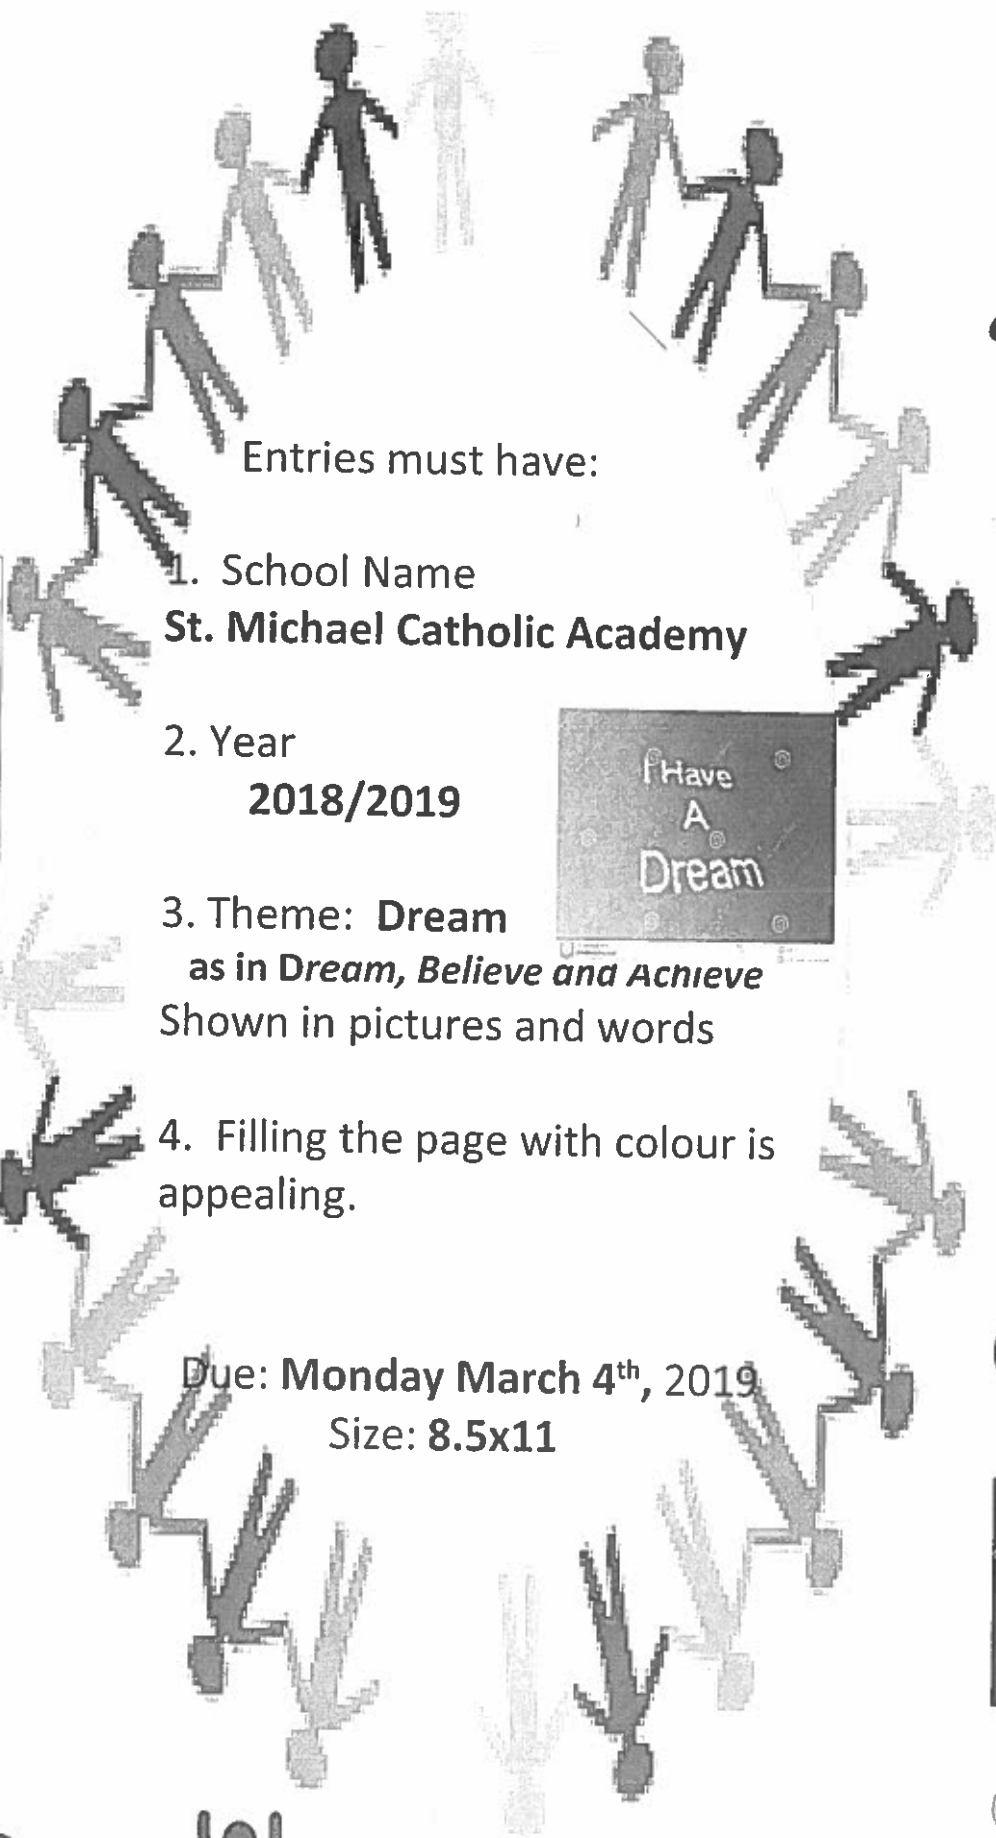 Entries must have:
1. School Name
St. Michael Catholic Academy
2. Year
2018/2019
I Have
A
Dream
3. Theme: Dream
as in Dream, Believe and Achieve
Shown in pictures and words
4. Filling the page with colour is
appealing.
Due: Monday March 4th, 2019
Size: 8.5x11